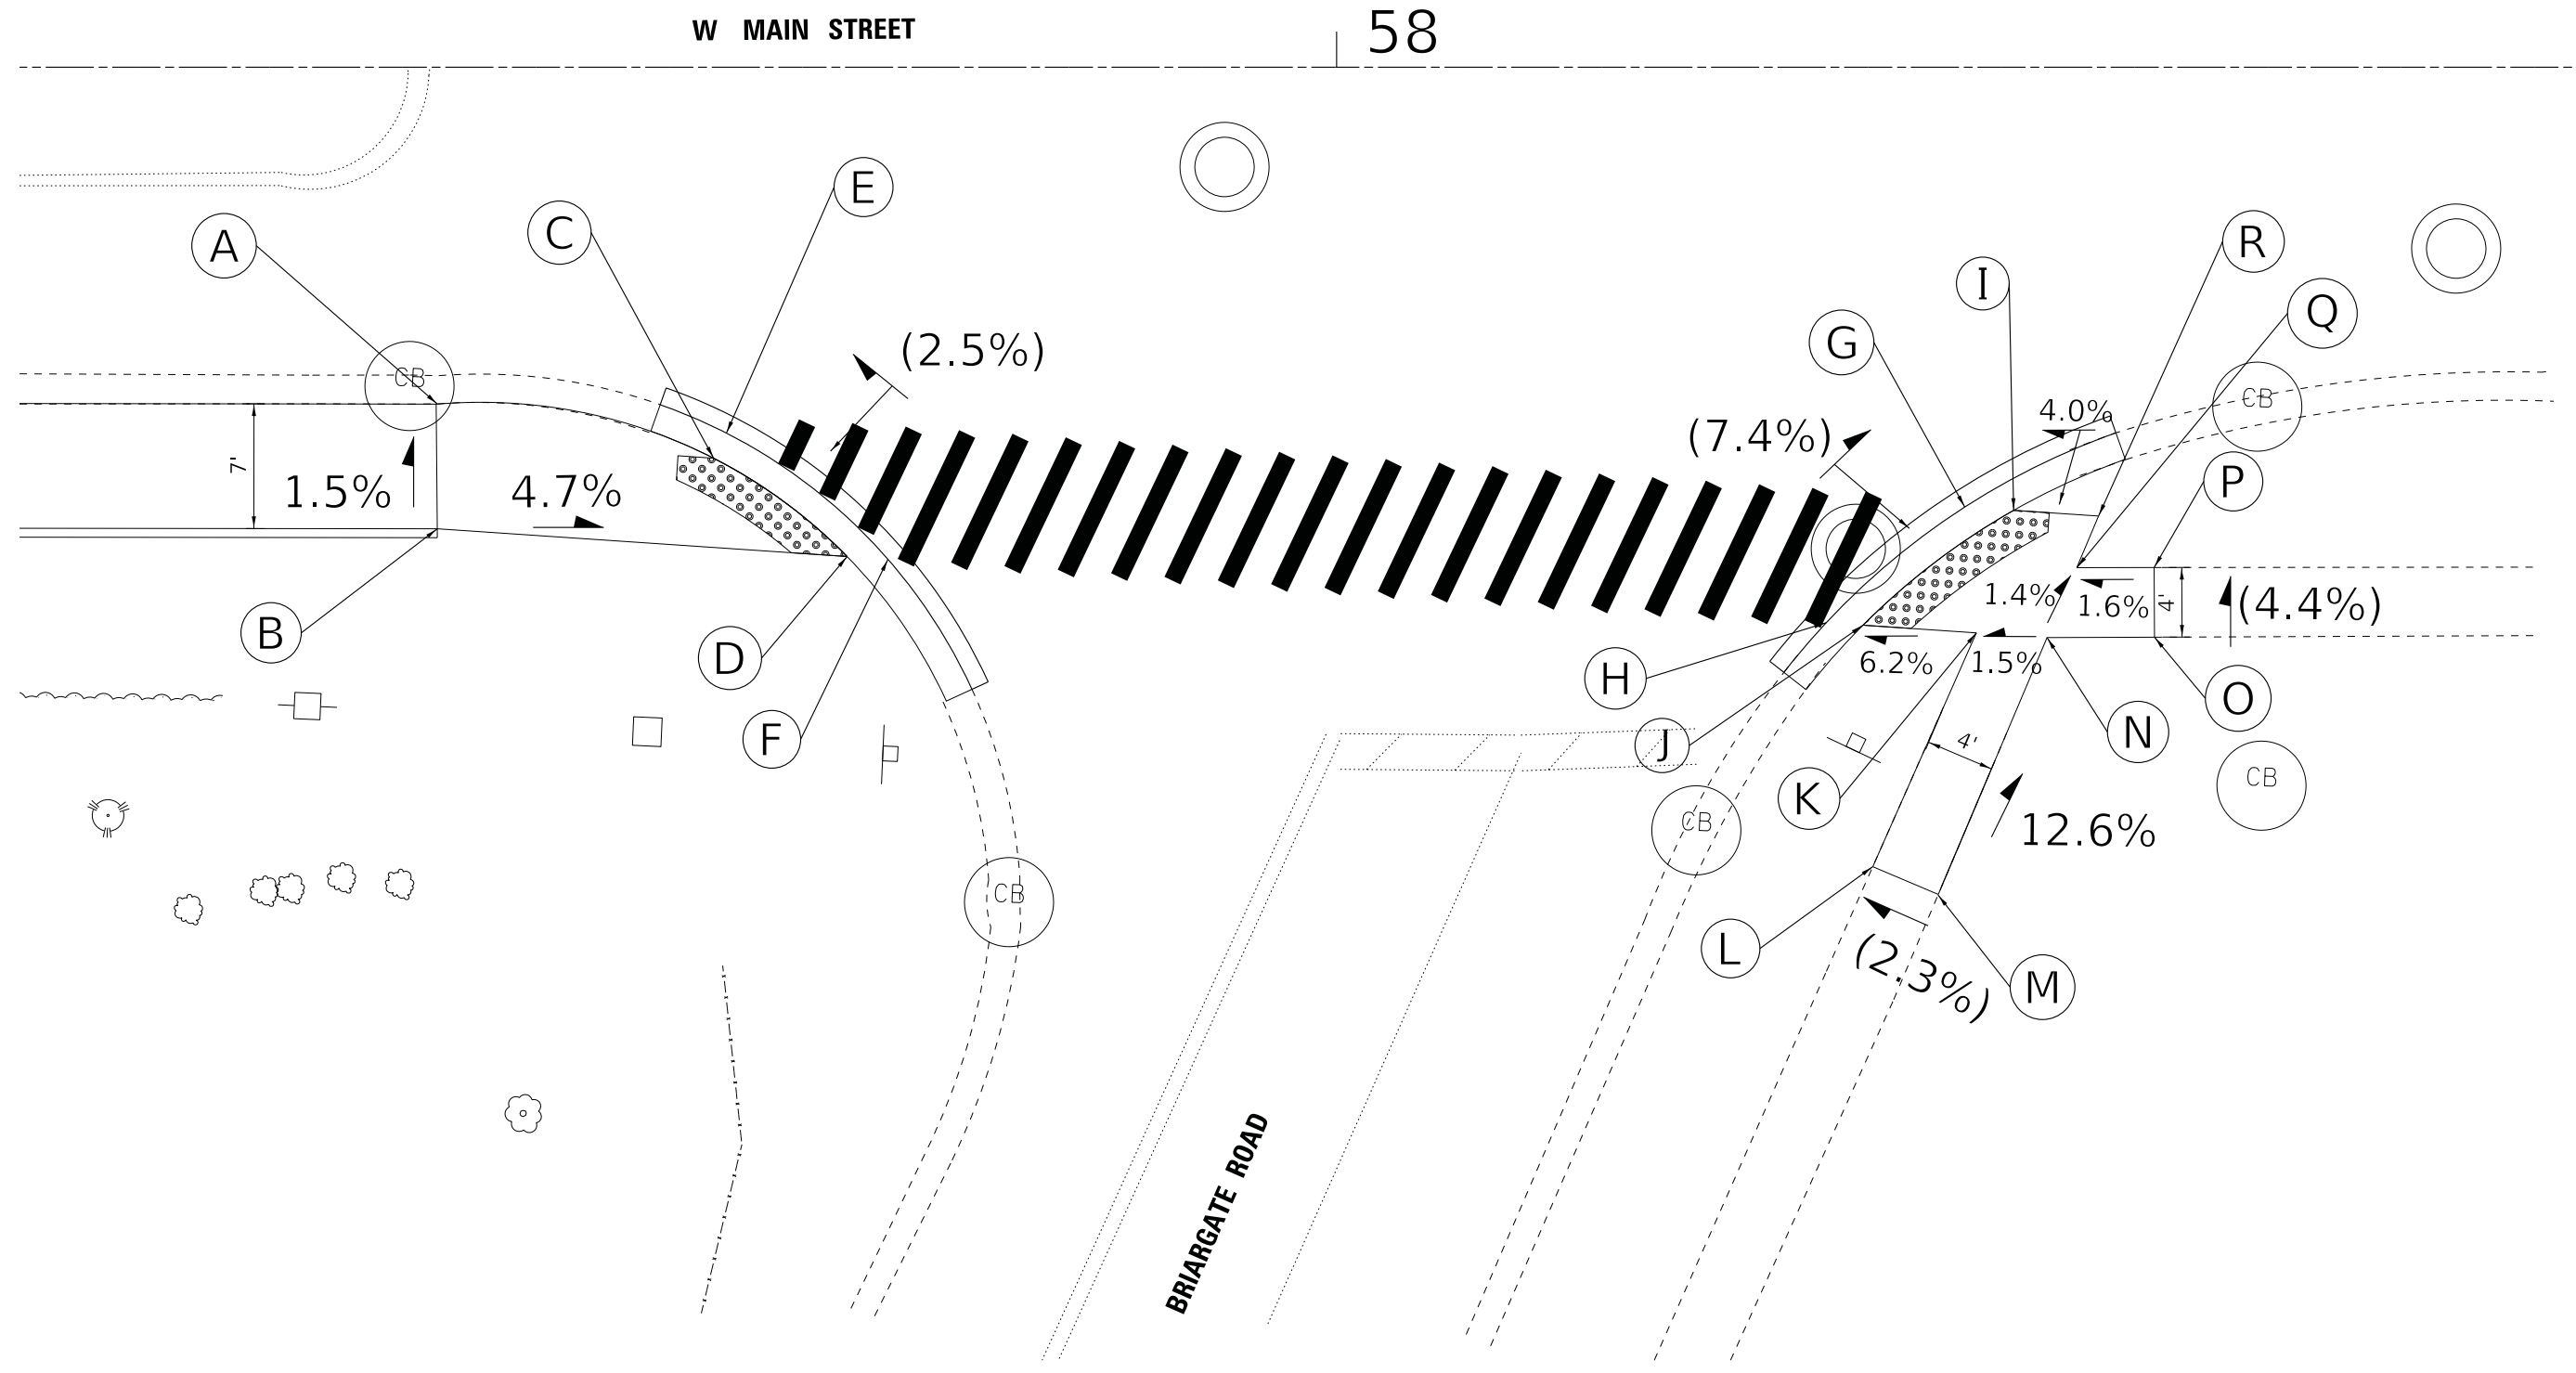 W MAIN STREET
58
E
C
R
A
I
Q
G
(2.5%)
CB
CB
4.0%
(7.4%)
P
7'
1.5%
4.7%
1.4%
1.6%
4'
(4.4%)
B
D
H
6.2%
1.5%
O
F
J
N
4'
K
CB
CB
12.6%
CB
L
(2.3%)
M
BRIARGATE ROAD